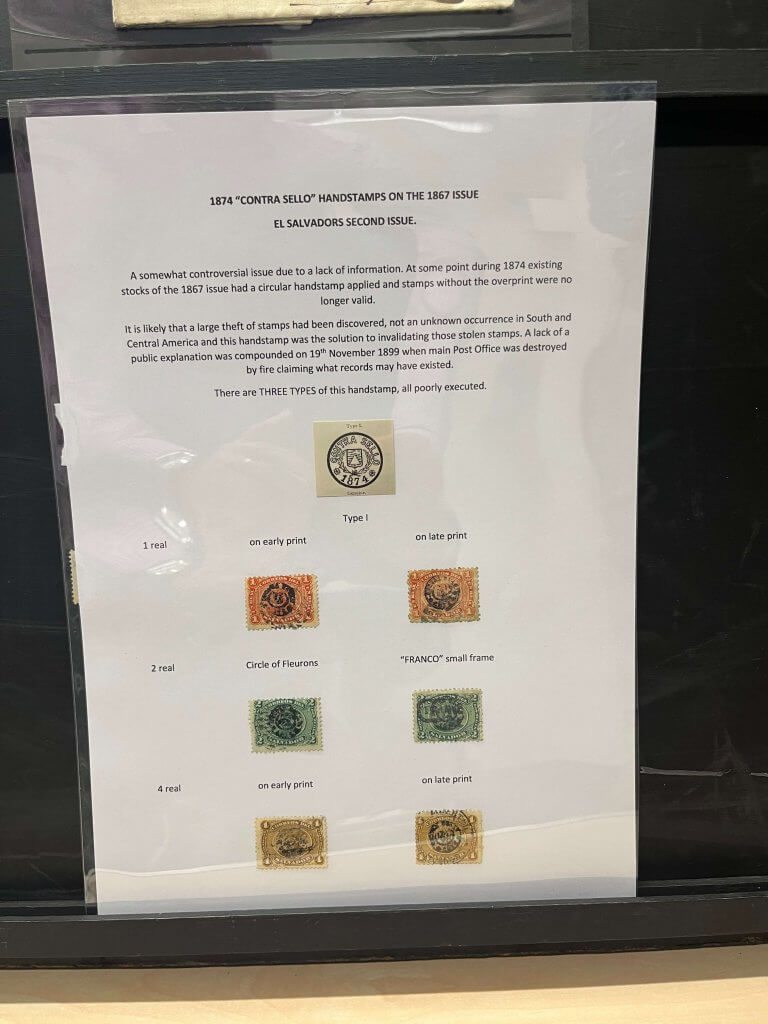 1874 “CONTRA SELLO” HANDSTAMPS ON THE 1867 ISSUE
EL SALVADORS SECOND ISSUE.
A somewhat controversial issue due to a lack of information. At some point during 1874 existing
stocks of the 1867 issue had a circular handstamp applied and stamps without the overprint were no
longer valid.
It is likely that a large theft of stamps had been discovered, not an unknown occurrence in South and
Central America and this handstamp was the solution to invalidating those stolen stamps. A lack of a
public explanation was compounded on 19th November 1899 when main Post Office was destroyed
by fire claiming what records may have existed.
There are THREE TYPES of this handstamp, all poorly executed.
CONTRA SELLO
1874
Type I
1 real on early print on late print
2 real Circle of Fleurons “FRANCO” small frame
4 real on early print on late print